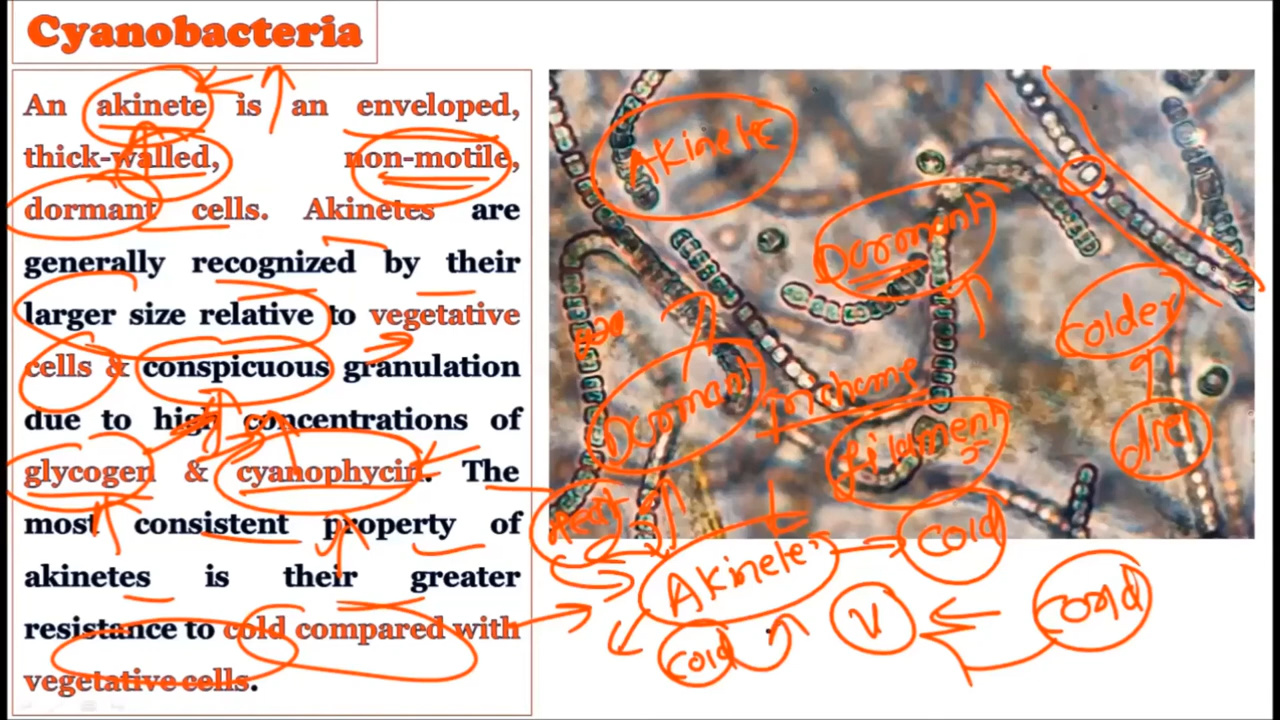 Cyanobacteria
An akinete is an enveloped,
thick-walled, non-motile,
dormant cells. Akinetes are
generally recognized by their
larger size relative to vegetative
cells & conspicuous granulation
due to high concentrations of
glycogen & cyanophycin. The
most consistent property of
akinetes is their greater
resistance to cold compared with
vegetative cells.
Akinete
Dormant
colder
Dormant
filament
Akinete
cold
V
cold